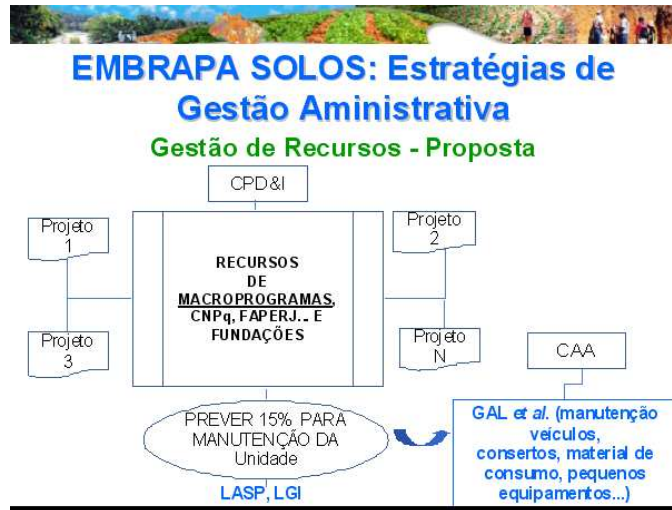 EMBRAPA SOLOS: Estratégias de
Gestão Aministrativa
Gestão de Recursos - Proposta
CPD&I
Projeto
1
Projeto
2
RECURSOS
DE
MACROPROGRAMAS,
CNPq, FAPERJ... E
FUNDAÇÕES
Projeto
3
Projeto
N
CAA
PREVER 15% PARA
MANUTENÇÃO DA
Unidade
LASP, LGI
GAL et al. (manutenção
veículos,
consertos, material de
consumo, pequenos
equipamentos...)